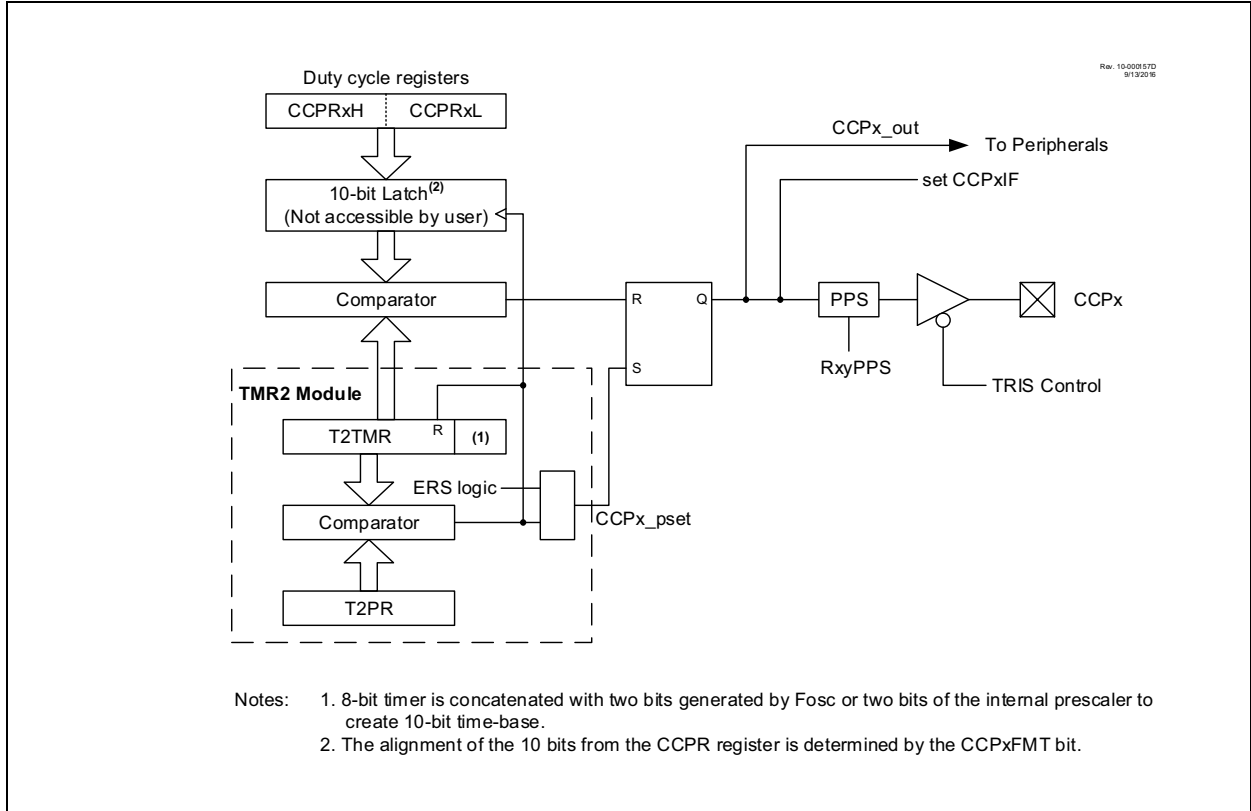 Rev. 10-000157D
9/13/2016
Duty cycle registers
CCPRxH CCPRxL
CCPx_out
To Peripherals
set CCPxIF
10-bit Latch(2)
(Not accessible by user)
Comparator
R Q
S
PPS
CCPx
RxyPPS
TRIS Control
TMR2 Module
T2TMR R (1)
ERS logic
CCPx_pset
Comparator
T2PR
Notes: 1. 8-bit timer is concatenated with two bits generated by Fosc or two bits of the internal prescaler to
create 10-bit time-base.
2. The alignment of the 10 bits from the CCPR register is determined by the CCPxFMT bit.